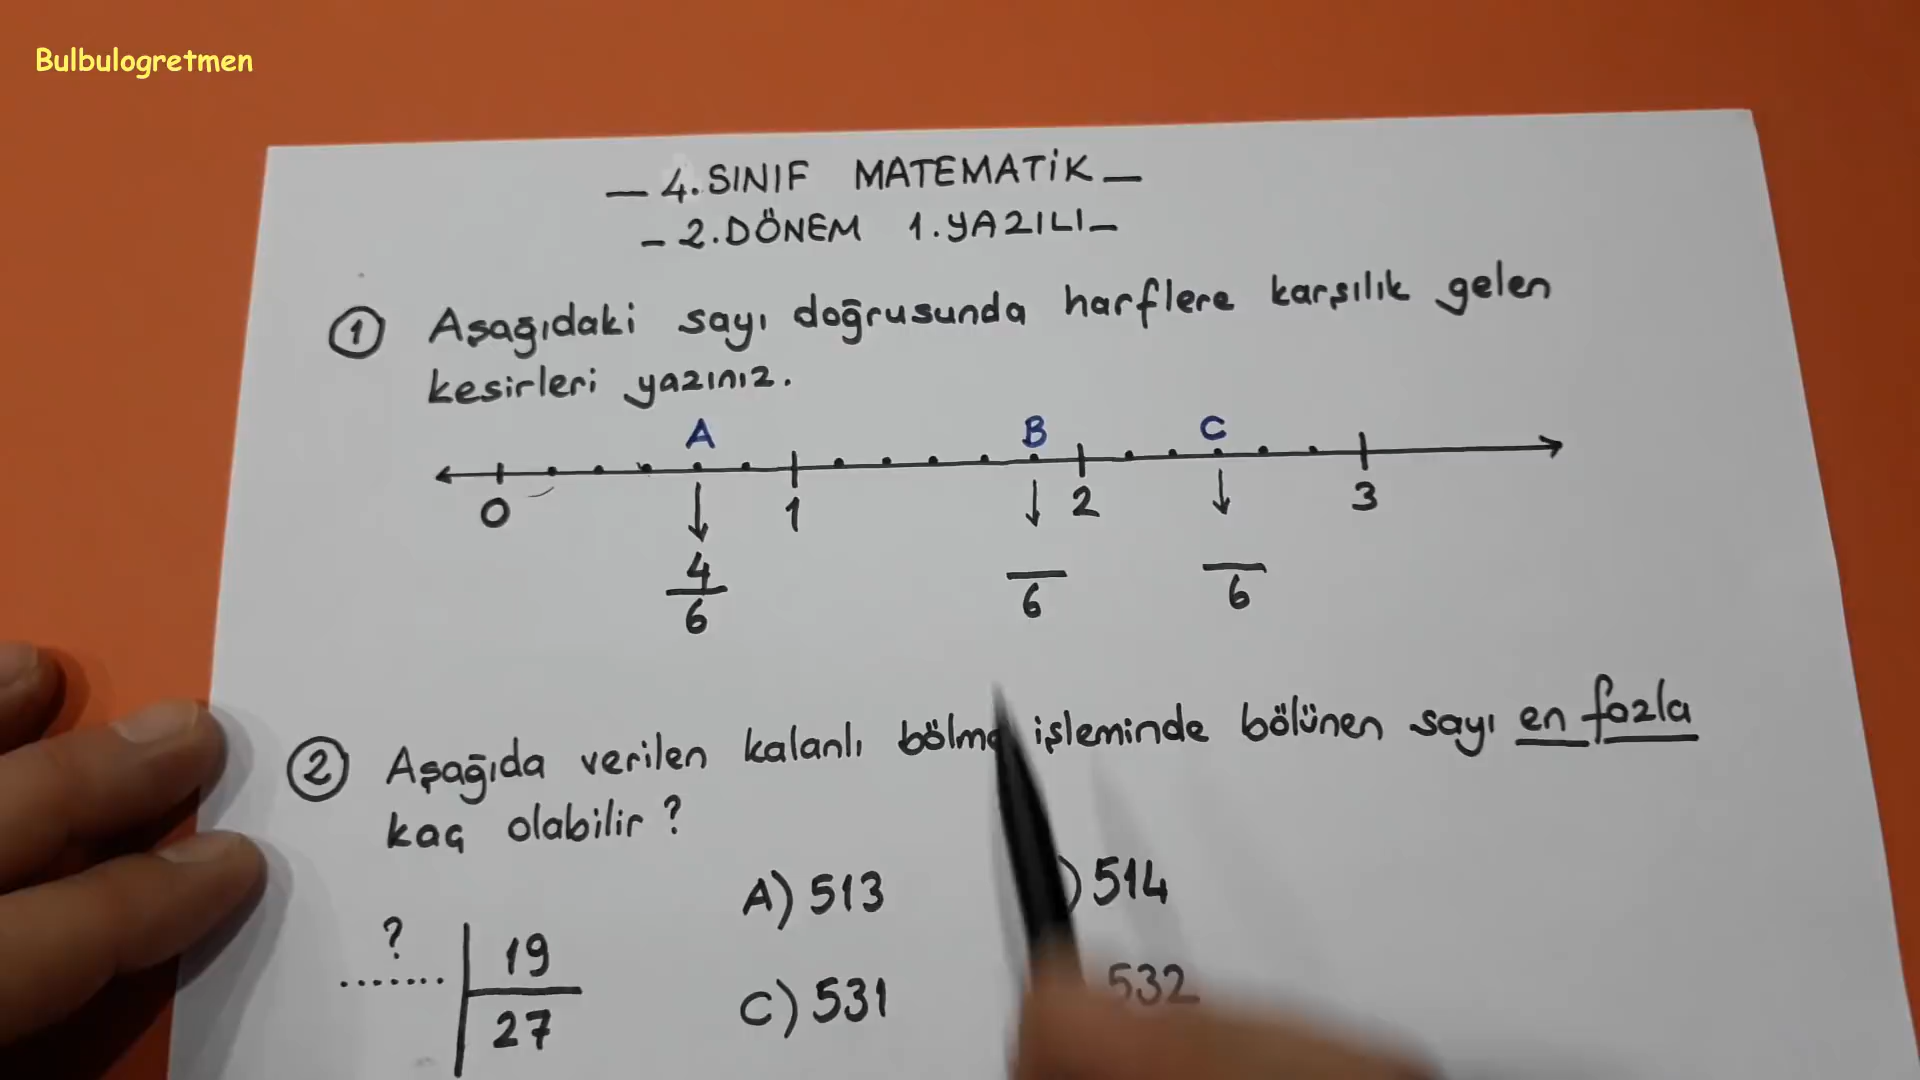 Bulbulogretmen
— 4.SINIF MATEMATİK —
- 2.DÖNEM 1.YAZILI -
1 Aşağıdaki sayı doğrusunda harflere karşılık gelen
kesirleri yazınız.
A B C
0 1 2 3
4/6 /6 /6
2 Aşağıda verilen kalanlı bölme işleminde bölünen sayı en fazla
kaç olabilir ?
A) 513 ) 514
? 19
....... 27
C) 531 532